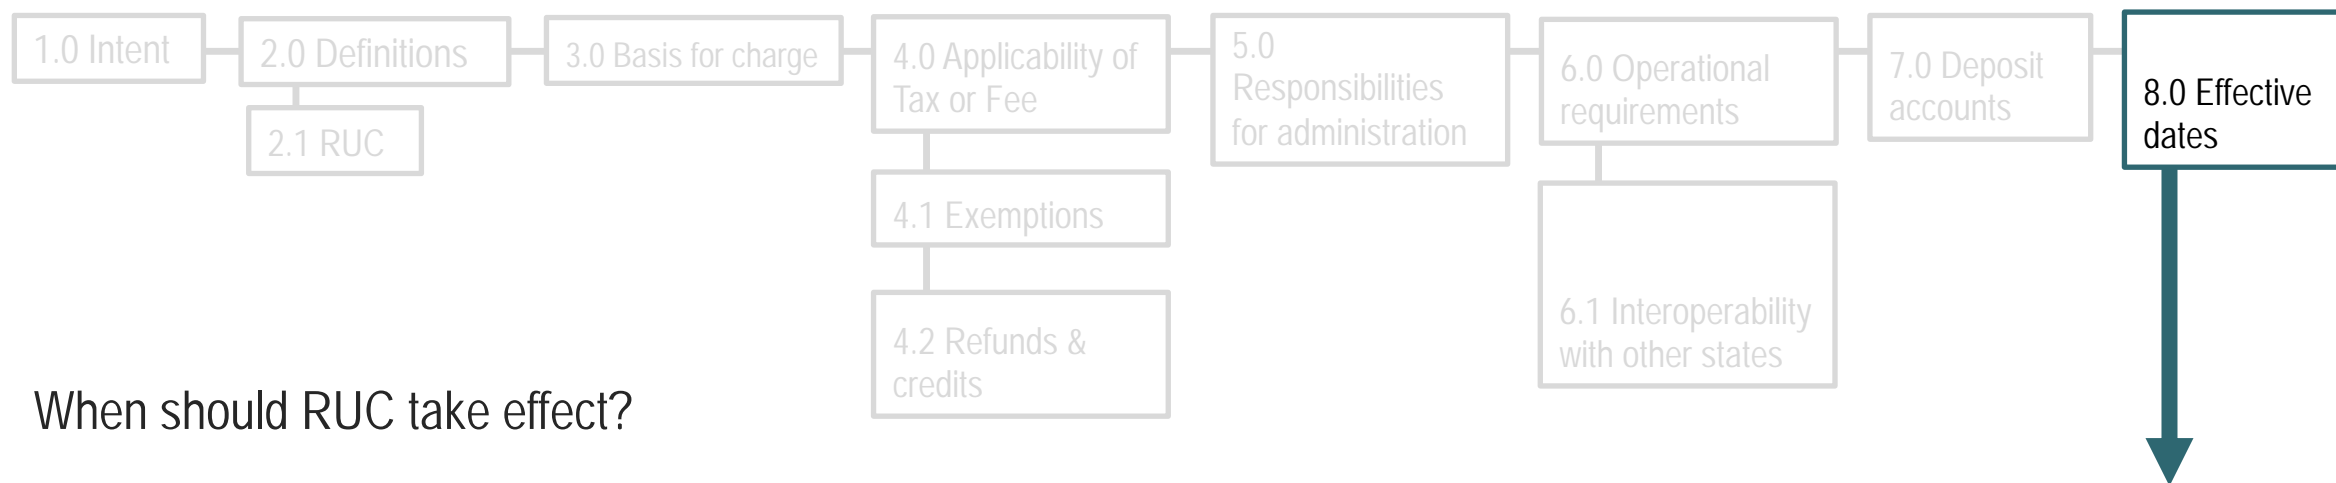 1.0 Intent
2.0 Definitions
2.1 RUC
3.0 Basis for charge
4.0 Applicability of
Tax or Fee
4.1 Exemptions
4.2 Refunds &
credits
5.0
Responsibilities
for administration
6.0 Operational
requirements
6.1 Interoperability
with other states
7.0 Deposit
accounts
8.0 Effective
dates
When should RUC take effect?